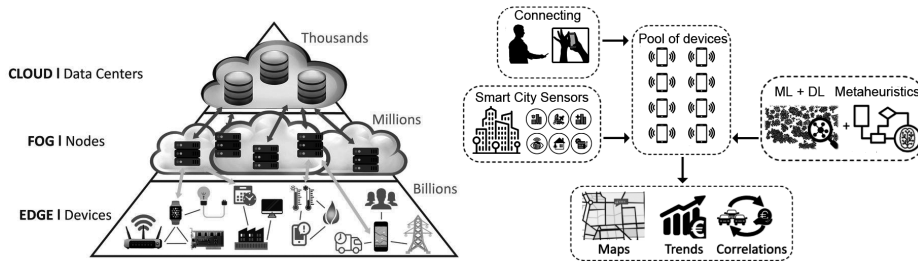 Thousands
CLOUD | Data Centers
Millions
FOG | Nodes
Billions
EDGE | Devices
Connecting
Pool of devices
Smart City Sensors
ML + DL
Metaheuristics
+
Maps
Trends
Correlations